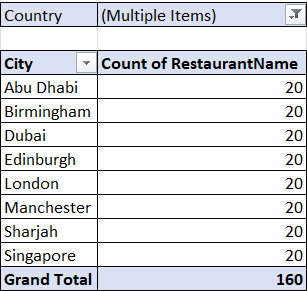 Country (Multiple Items)
City Count of RestaurantName
Abu Dhabi 20
Birmingham 20
Dubai 20
Edinburgh 20
London 20
Manchester 20
Sharjah 20
Singapore 20
Grand Total 160